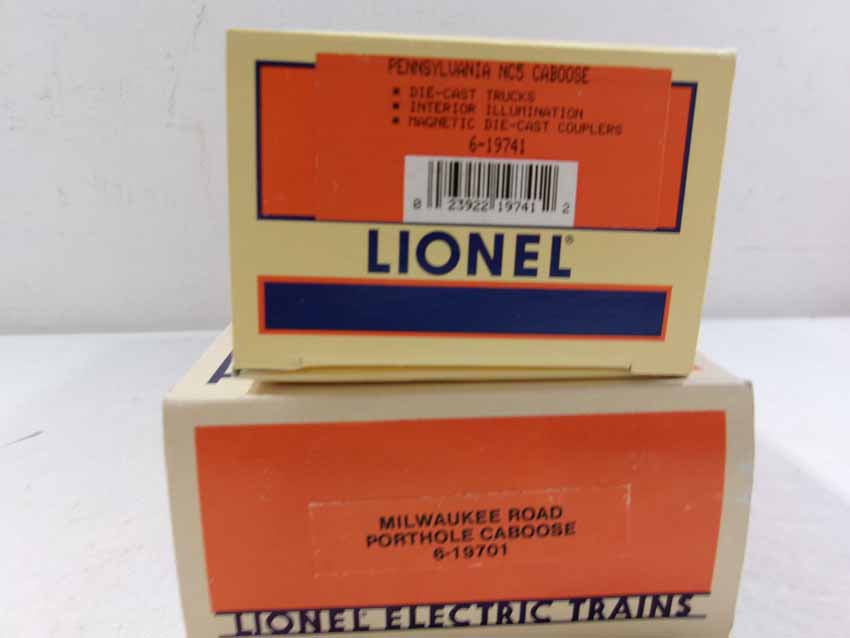 PENNSYLVANIA NC5 CABOOSE
▪ DIE-CAST TRUCKS
▪ INTERIOR ILLUMINATION
▪ MAGNETIC DIE-CAST COUPLERS
6-19741
0 23922 19741 2
LIONEL®
MILWAUKEE ROAD
PORTHOLE CABOOSE
6-19701
LIONEL ELECTRIC TRAINS